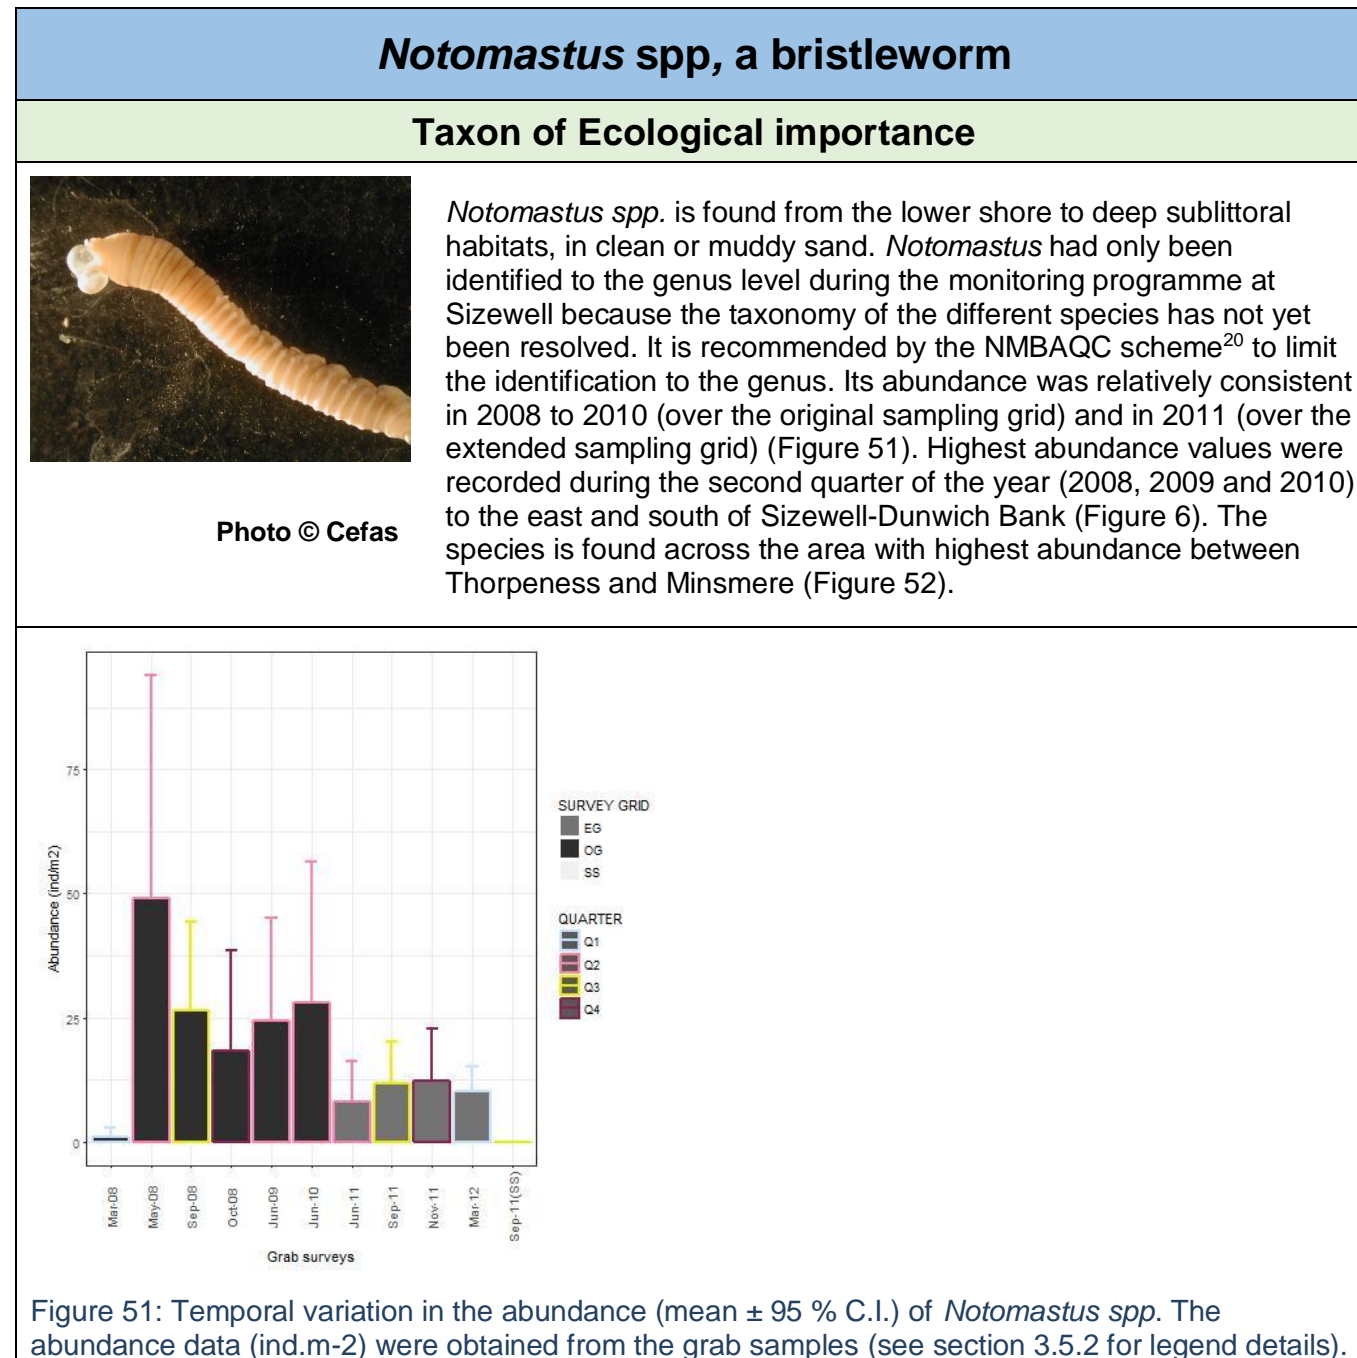 Notomastus spp, a bristleworm
Taxon of Ecological importance
Notomastus spp. is found from the lower shore to deep sublittoral
habitats, in clean or muddy sand. Notomastus had only been
identified to the genus level during the monitoring programme at
Sizewell because the taxonomy of the different species has not yet
been resolved. It is recommended by the NMBAQC scheme20 to limit
the identification to the genus. Its abundance was relatively consistent
in 2008 to 2010 (over the original sampling grid) and in 2011 (over the
extended sampling grid) (Figure 51). Highest abundance values were
recorded during the second quarter of the year (2008, 2009 and 2010)
to the east and south of Sizewell-Dunwich Bank (Figure 6). The
species is found across the area with highest abundance between
Thorpeness and Minsmere (Figure 52).
Photo © Cefas
Abundance (ind/m2)
75
50
25
0
Mar-08
May-08
Sep-08
Oct-08
Jun-09
Jun-10
Jun-11
Sep-11
Nov-11
Mar-12
Sep-11(SS)
Grab surveys
SURVEY GRID
EG
OG
SS
QUARTER
Q1
Q2
Q3
Q4
Figure 51: Temporal variation in the abundance (mean ± 95 % C.I.) of Notomastus spp. The
abundance data (ind.m-2) were obtained from the grab samples (see section 3.5.2 for legend details).